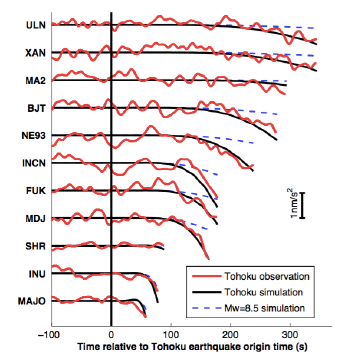 ULN
XAN
MA2
BJT
NE93
INCN
FUK
MDJ
SHR
INU
MAJO
1nm/s²
Tohoku observation
Tohoku simulation
Mw=8.5 simulation
-100 0 100 200 300
Time relative to Tohoku earthquake origin time (s)